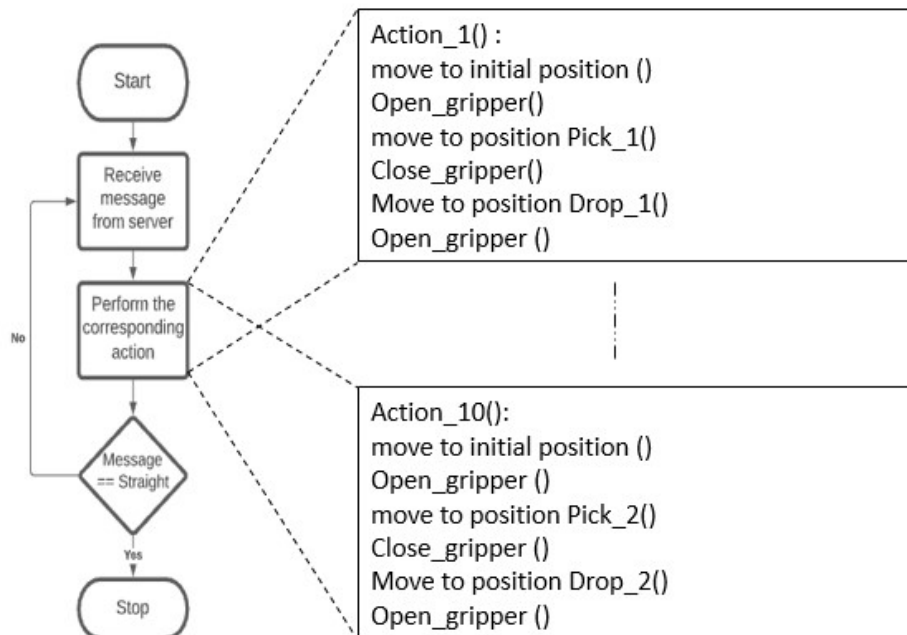 Start
Receive
message
from server
Perform the
corresponding
action
No
Message
== Straight
Yes
Stop
Action_1() :
move to initial position ()
Open_gripper()
move to position Pick_1()
Close_gripper()
Move to position Drop_1()
Open_gripper ()
Action_10():
move to initial position ()
Open_gripper ()
move to position Pick_2()
Close_gripper ()
Move to position Drop_2()
Open_gripper ()